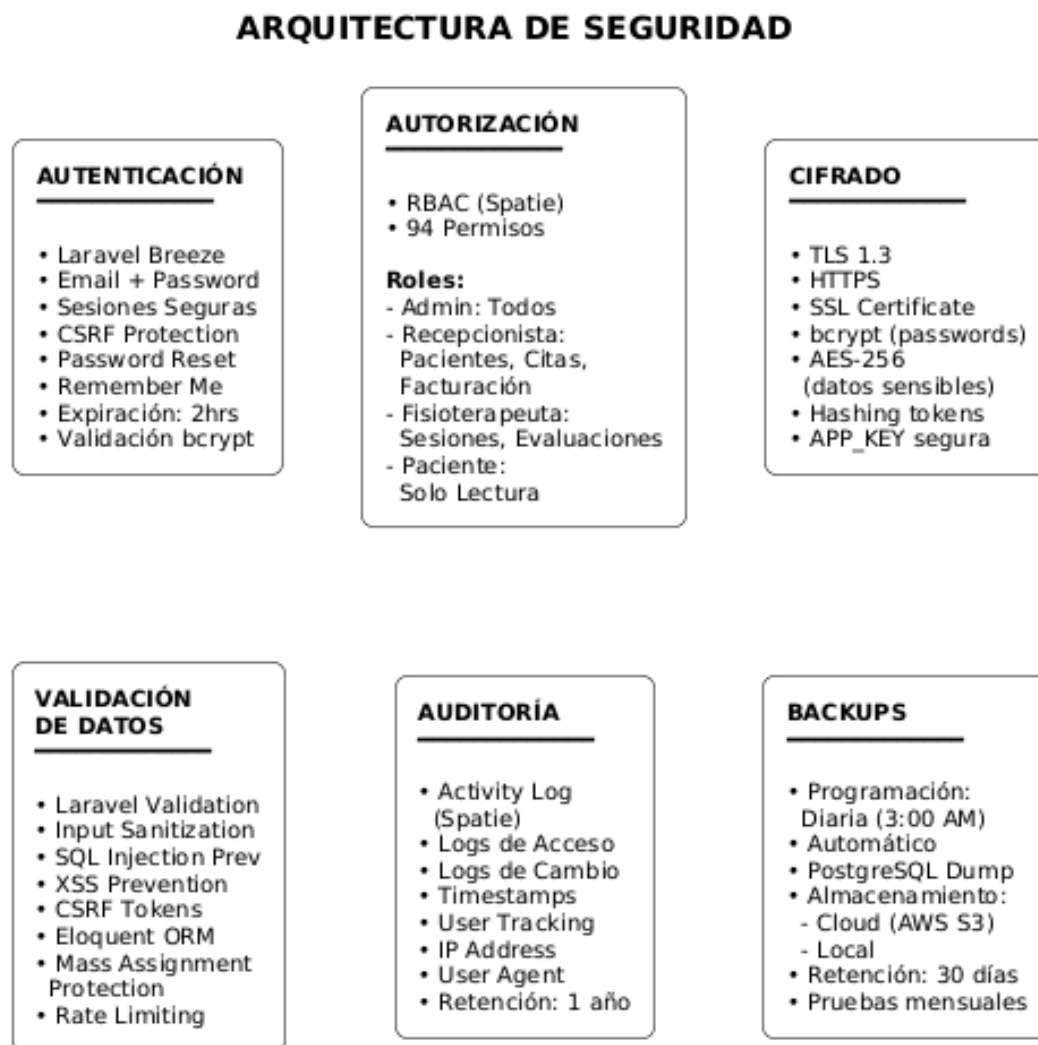 ARQUITECTURA DE SEGURIDAD
AUTENTICACIÓN
• Laravel Breeze
• Email + Password
• Sesiones Seguras
• CSRF Protection
• Password Reset
• Remember Me
• Expiración: 2hrs
• Validación bcrypt
AUTORIZACIÓN
• RBAC (Spatie)
• 94 Permisos
Roles:
- Admin: Todos
- Recepcionista:
Pacientes, Citas,
Facturación
- Fisioterapeuta:
Sesiones, Evaluaciones
- Paciente:
Solo Lectura
CIFRADO
• TLS 1.3
• HTTPS
• SSL Certificate
• bcrypt (passwords)
• AES-256
(datos sensibles)
• Hashing tokens
• APP_KEY segura
VALIDACIÓN
DE DATOS
• Laravel Validation
• Input Sanitization
• SQL Injection Prev
• XSS Prevention
• CSRF Tokens
• Eloquent ORM
• Mass Assignment
Protection
• Rate Limiting
AUDITORÍA
• Activity Log
(Spatie)
• Logs de Acceso
• Logs de Cambio
• Timestamps
• User Tracking
• IP Address
• User Agent
• Retención: 1 año
BACKUPS
• Programación:
Diaria (3:00 AM)
• Automático
• PostgreSQL Dump
• Almacenamiento:
- Cloud (AWS S3)
- Local
• Retención: 30 días
• Pruebas mensuales